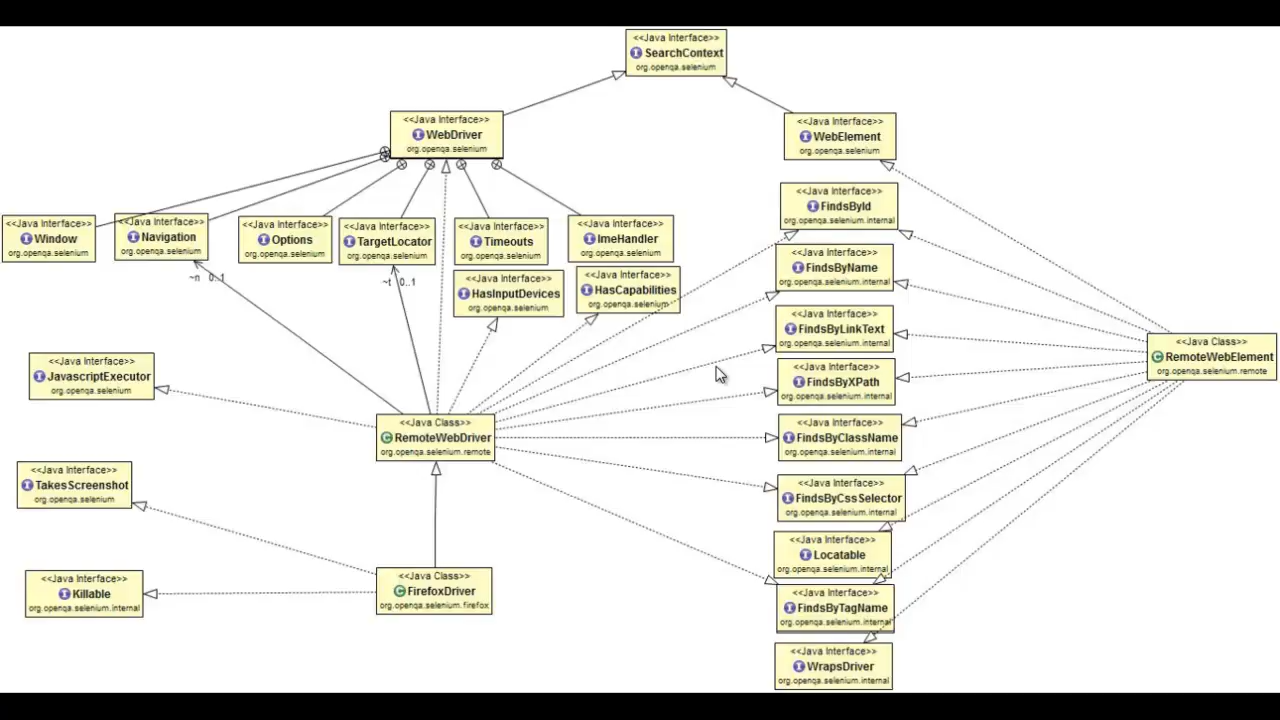 <<Java Interface>>
SearchContext
org.openqa.selenium
<<Java Interface>>
WebDriver
org.openqa.selenium
<<Java Interface>>
WebElement
org.openqa.selenium
<<Java Interface>>
Window
org.openqa.selenium
<<Java Interface>>
Navigation
org.openqa.selenium
<<Java Interface>>
Options
org.openqa.selenium
<<Java Interface>>
TargetLocator
org.openqa.selenium
<<Java Interface>>
Timeouts
org.openqa.selenium
<<Java Interface>>
ImeHandler
org.openqa.selenium
<<Java Interface>>
FindsById
org.openqa.selenium.internal
<<Java Interface>>
FindsByName
org.openqa.selenium.internal
~n 0..1
~t 0..1
<<Java Interface>>
HasInputDevices
org.openqa.selenium
<<Java Interface>>
HasCapabilities
org.openqa.selenium
<<Java Interface>>
FindsByLinkText
org.openqa.selenium.internal
<<Java Class>>
RemoteWebElement
org.openqa.selenium.remote
<<Java Interface>>
JavascriptExecutor
org.openqa.selenium
<<Java Interface>>
FindsByXPath
org.openqa.selenium.internal
<<Java Class>>
RemoteWebDriver
org.openqa.selenium.remote
<<Java Interface>>
FindsByClassName
org.openqa.selenium.internal
<<Java Interface>>
TakesScreenshot
org.openqa.selenium
<<Java Interface>>
FindsByCssSelector
org.openqa.selenium.internal
<<Java Interface>>
Locatable
org.openqa.selenium.internal
<<Java Interface>>
Killable
org.openqa.selenium.internal
<<Java Class>>
FirefoxDriver
org.openqa.selenium.firefox
<<Java Interface>>
FindsByTagName
org.openqa.selenium.internal
<<Java Interface>>
WrapsDriver
org.openqa.selenium.internal